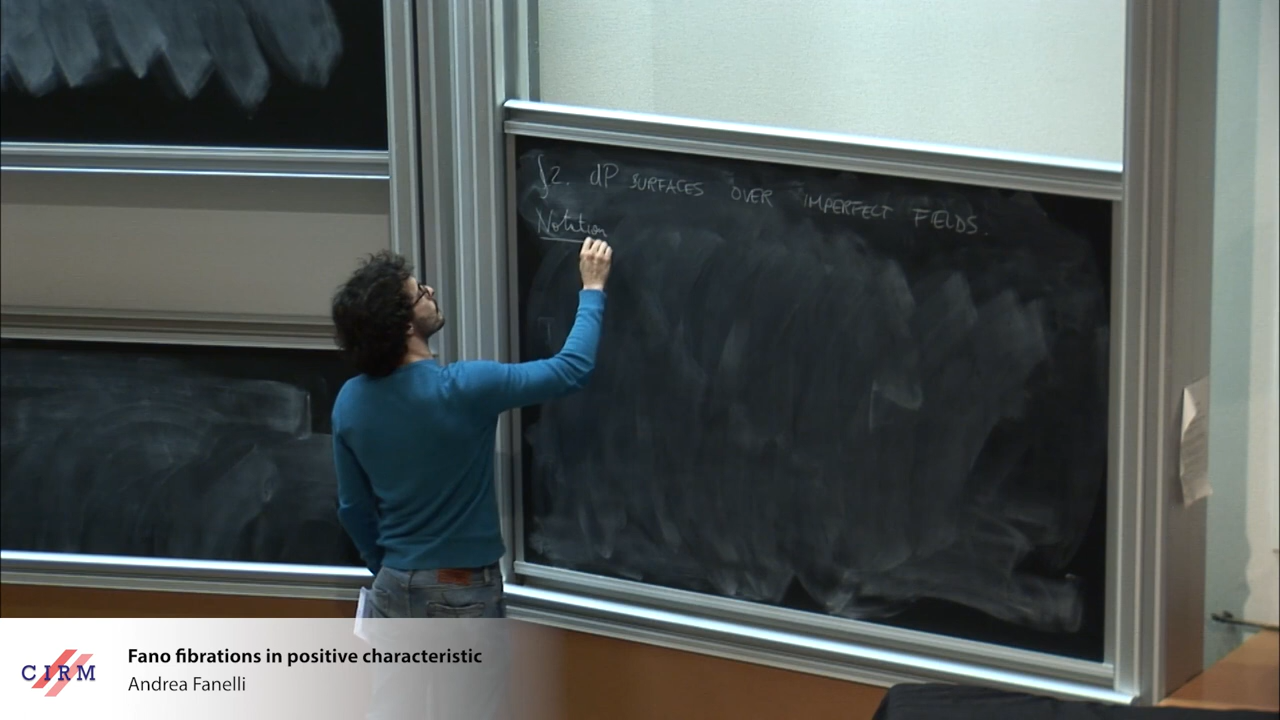 §2. dP SURFACES OVER IMPERFECT FIELDS.
Notation
CIRM
Fano fibrations in positive characteristic
Andrea Fanelli